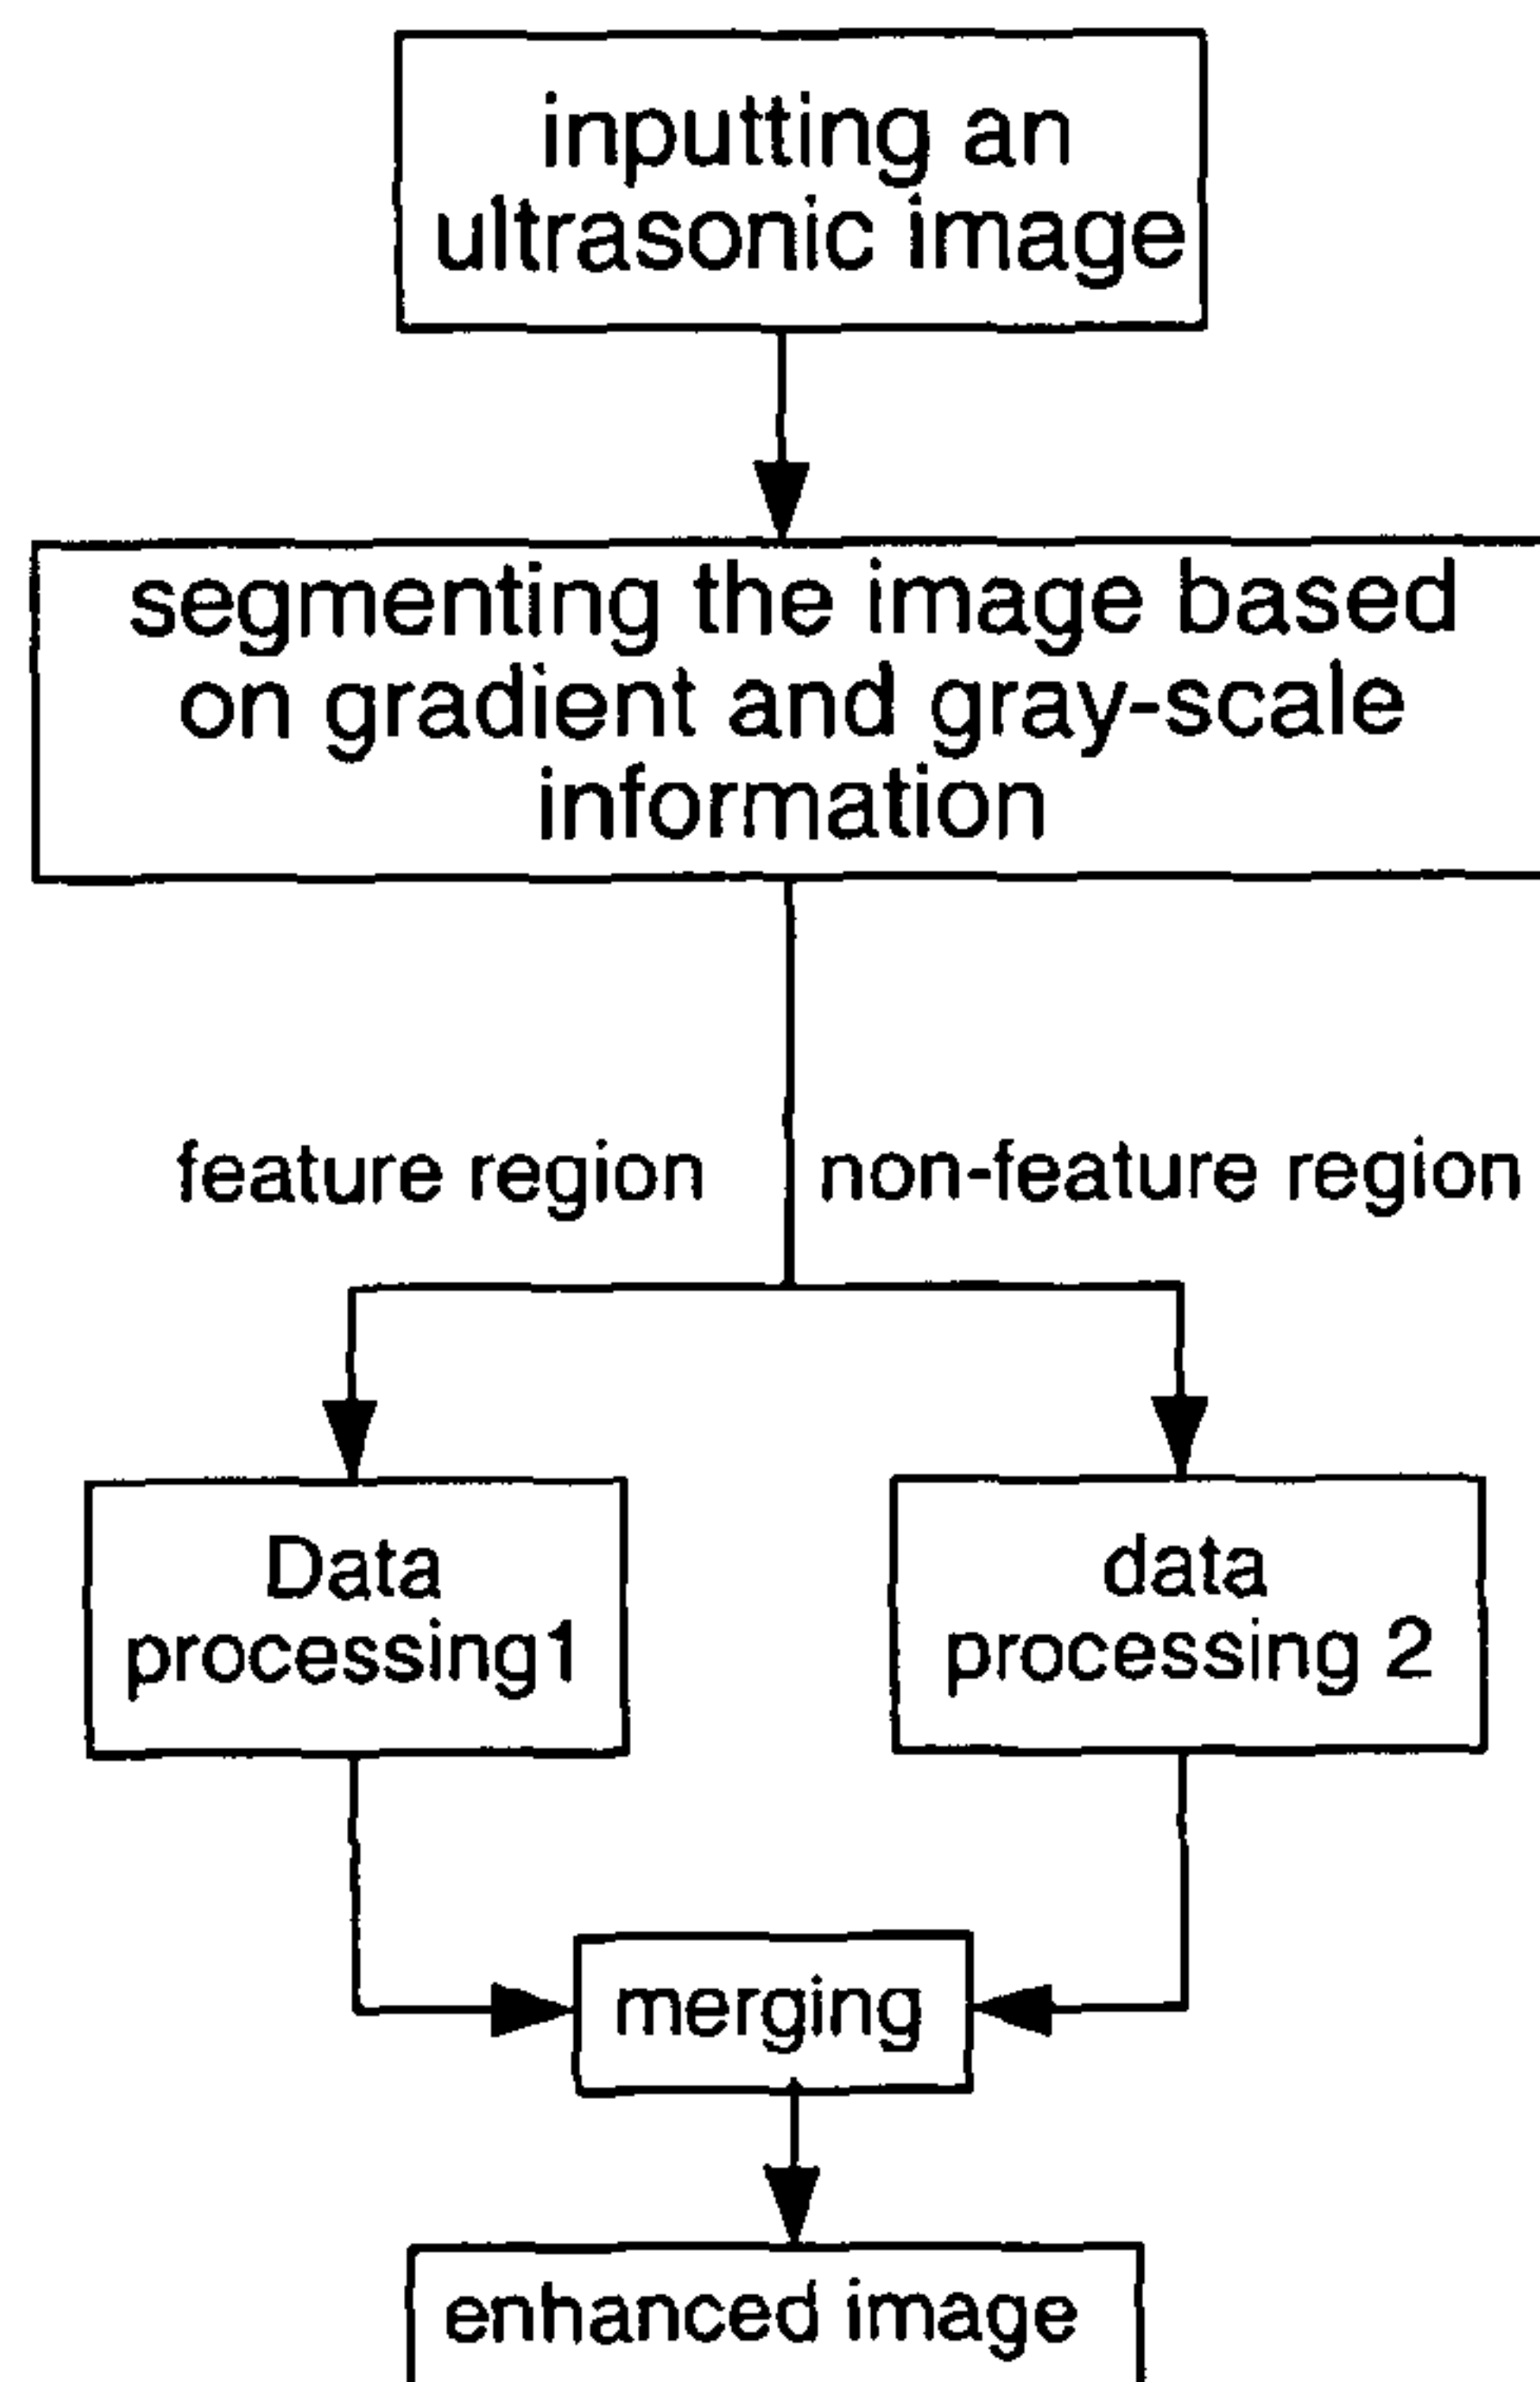 inputting an
ultrasonic image
segmenting the image based
on gradient and gray-scale
information
feature region
non-feature region
Data
processing1
data
processing 2
merging
enhanced image